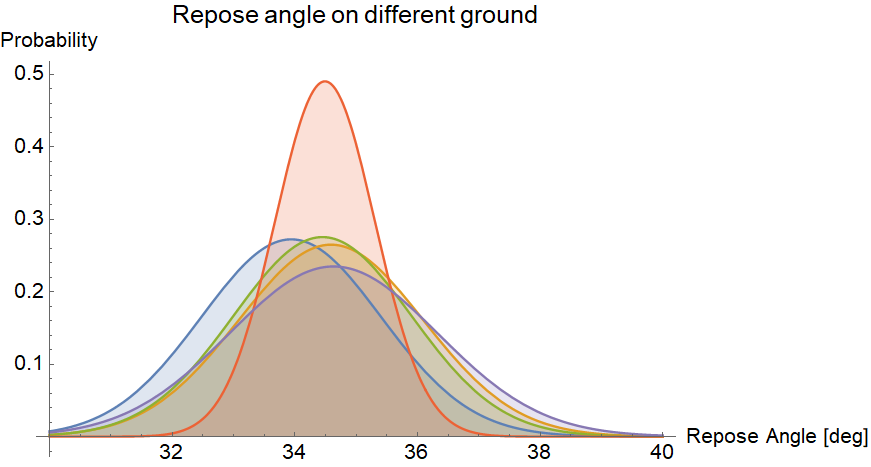 Repose angle on different ground
Probability
0.5
0.4
0.3
0.2
0.1
32 34 36 38 40 Repose Angle [deg]